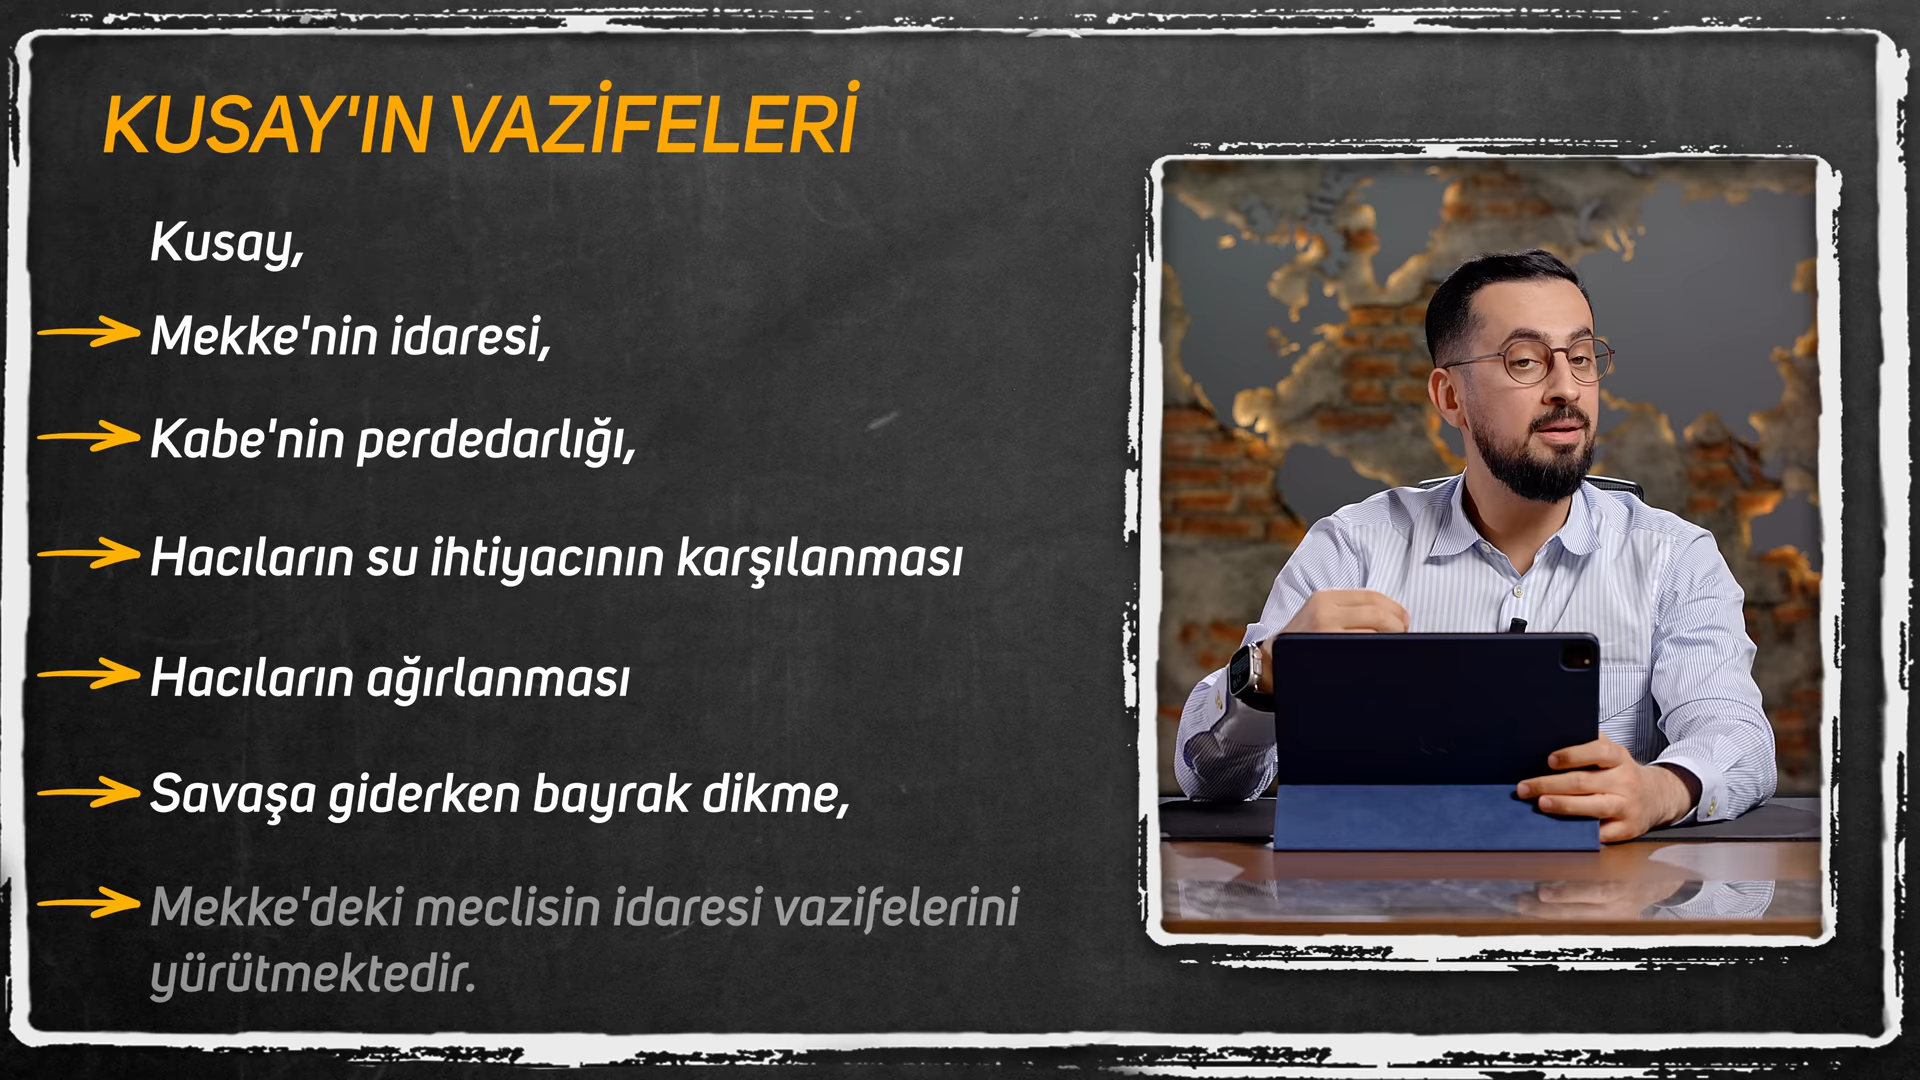 KUSAY'IN VAZİFELERİ
Kusay,
Mekke'nin idaresi,
Kabe'nin perdedarlığı,
Hacıların su ihtiyacının karşılanması
Hacıların ağırlanması
Savaşa giderken bayrak dikme,
Mekke'deki meclisin idaresi vazifelerini
yürütmektedir.